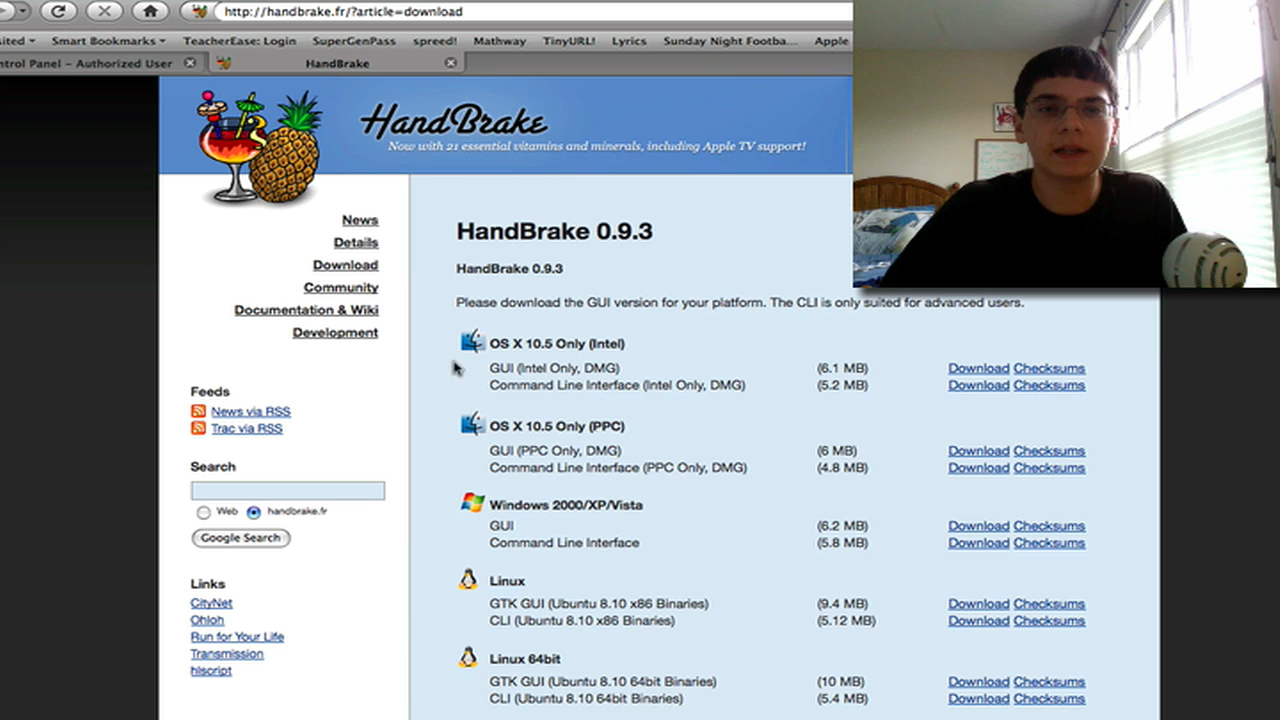 http://handbrake.fr/?article=download
Smart Bookmarks TeacherEase: Login SuperGenPass spreed! Mathway TinyURL! Lyrics Sunday Night Footba... Apple
ntrol Panel – Authorized User HandBrake
HandBrake
Now with 21 essential vitamins and minerals, including Apple TV support!
News
Details
Download
Community
Documentation & Wiki
Development
Feeds
News via RSS
Trac via RSS
Search
Web handbrake.fr
Google Search
Links
CityNet
Ohloh
Run for Your Life
Transmission
hlscript
HandBrake 0.9.3
HandBrake 0.9.3
Please download the GUI version for your platform. The CLI is only suited for advanced users.
OS X 10.5 Only (Intel)
GUI (Intel Only, DMG) (6.1 MB) Download Checksums
Command Line Interface (Intel Only, DMG) (5.2 MB) Download Checksums
OS X 10.5 Only (PPC)
GUI (PPC Only, DMG) (6 MB) Download Checksums
Command Line Interface (PPC Only, DMG) (4.8 MB) Download Checksums
Windows 2000/XP/Vista
GUI (6.2 MB) Download Checksums
Command Line Interface (5.8 MB) Download Checksums
Linux
GTK GUI (Ubuntu 8.10 x86 Binaries) (9.4 MB) Download Checksums
CLI (Ubuntu 8.10 x86 Binaries) (5.12 MB) Download Checksums
Linux 64bit
GTK GUI (Ubuntu 8.10 64bit Binaries) (10 MB) Download Checksums
CLI (Ubuntu 8.10 64bit Binaries) (5.4 MB) Download Checksums